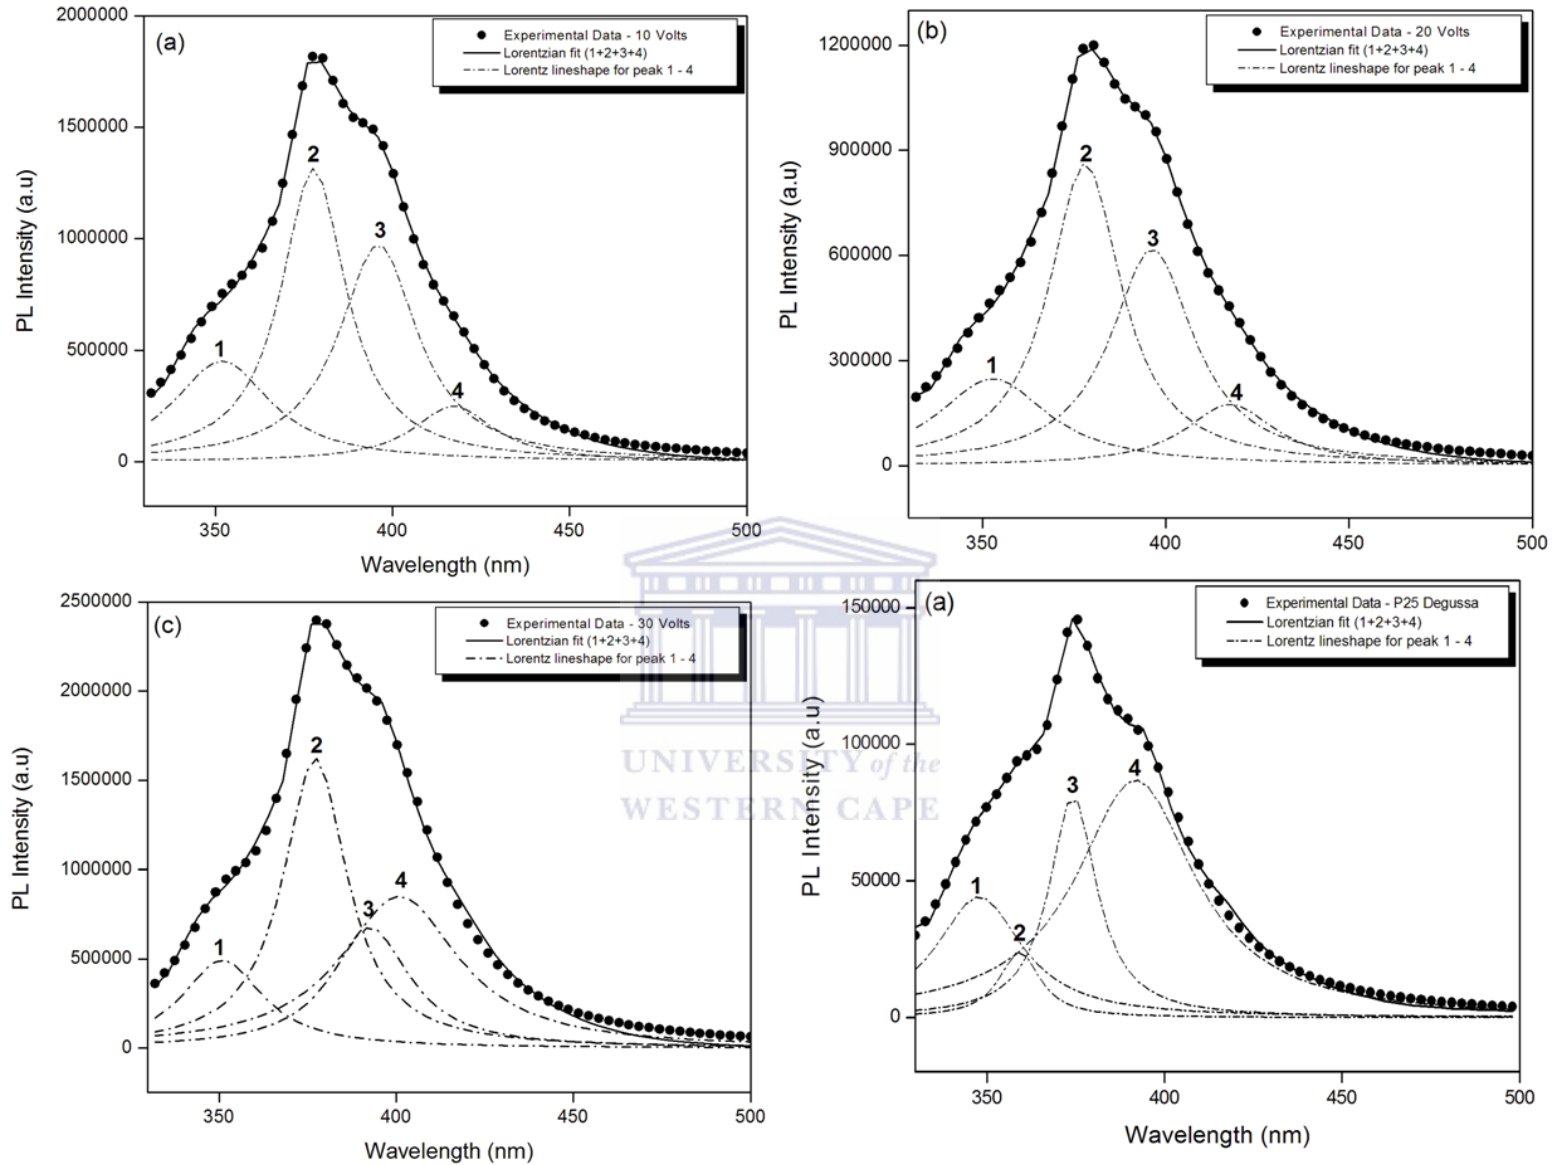 (a)
Experimental Data - 10 Volts
Lorentzian fit (1+2+3+4)
Lorentz lineshape for peak 1 - 4
2000000
1500000
1000000
500000
0
PL Intensity (a.u)
1
2
3
4
350
400
450
500
Wavelength (nm)
(b)
Experimental Data - 20 Volts
Lorentzian fit (1+2+3+4)
Lorentz lineshape for peak 1 - 4
1200000
900000
600000
300000
0
PL Intensity (a.u)
1
2
3
4
350
400
450
500
(c)
Experimental Data - 30 Volts
Lorentzian fit (1+2+3+4)
Lorentz lineshape for peak 1 - 4
2500000
2000000
1500000
1000000
500000
0
PL Intensity (a.u)
1
2
3
4
350
400
450
500
Wavelength (nm)
(a)
Experimental Data - P25 Degussa
Lorentzian fit (1+2+3+4)
Lorentz lineshape for peak 1 - 4
150000
100000
50000
0
PL Intensity (a.u)
1
2
3
4
350
400
450
500
Wavelength (nm)
UNIVERSITY of the
WESTERN CAPE